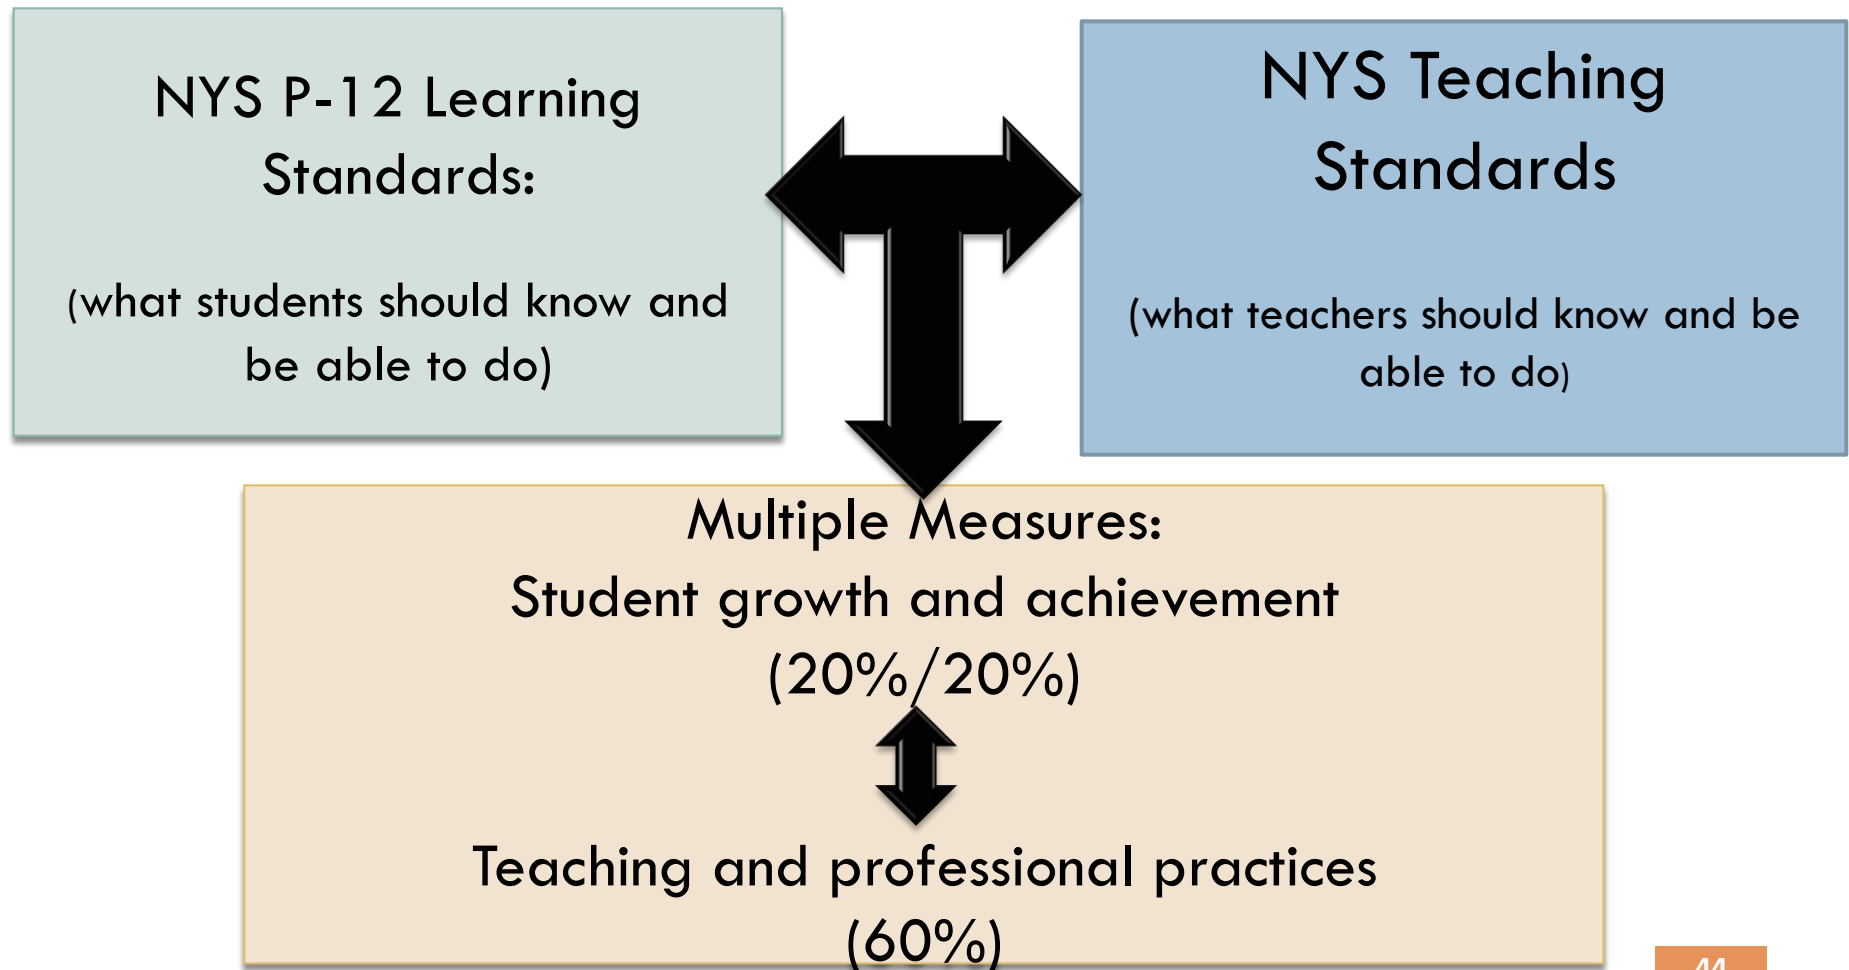 NYS P-12 Learning
Standards:
(what students should know and
be able to do)
NYS Teaching
Standards
(what teachers should know and be
able to do)
Multiple Measures:
Student growth and achievement
(20%/20%)
Teaching and professional practices
(60%)
44